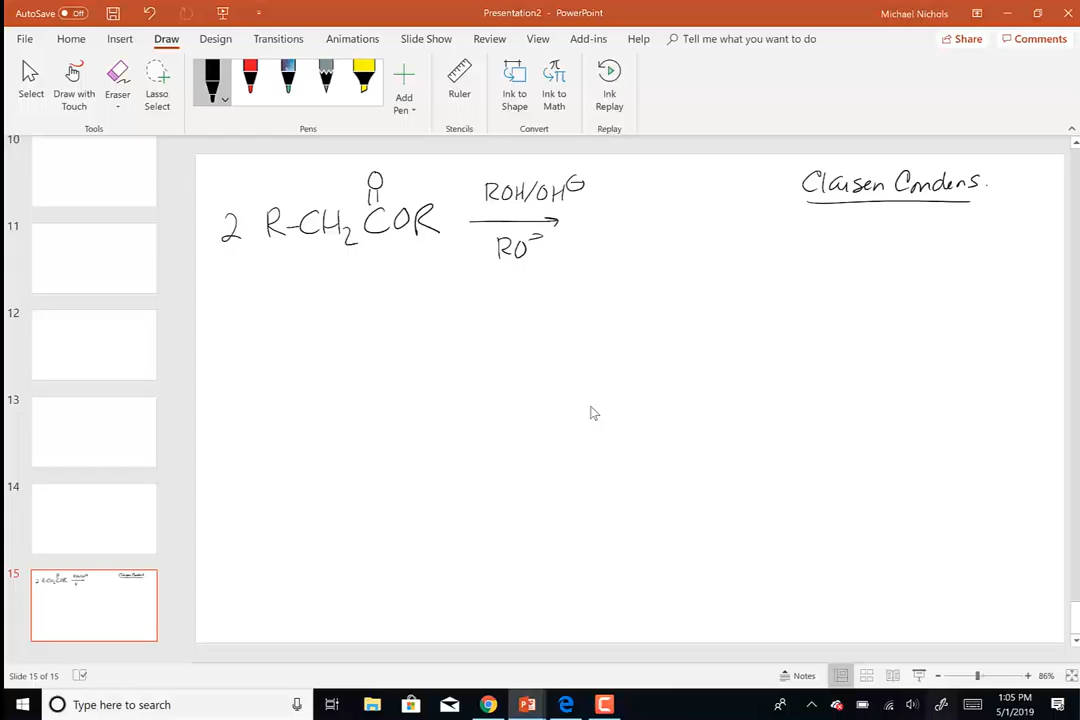 AutoSave Off
Presentation2 - PowerPoint
Michael Nichols
File Home Insert Draw Design Transitions Animations Slide Show Review View Add-ins Help Tell me what you want to do
Share Comments
Select
Draw with Touch
Eraser
Lasso Select
Add Pen
Ruler
Ink to Shape
Ink to Math
Ink Replay
Tools Pens Stencils Convert Replay
10
11
12
13
14
15
Claisen Condens.
O
2 R-CH2COR
ROH/OH⊖
RO⁻
Slide 15 of 15
Notes
86%
Type here to search
1:05 PM
5/1/2019